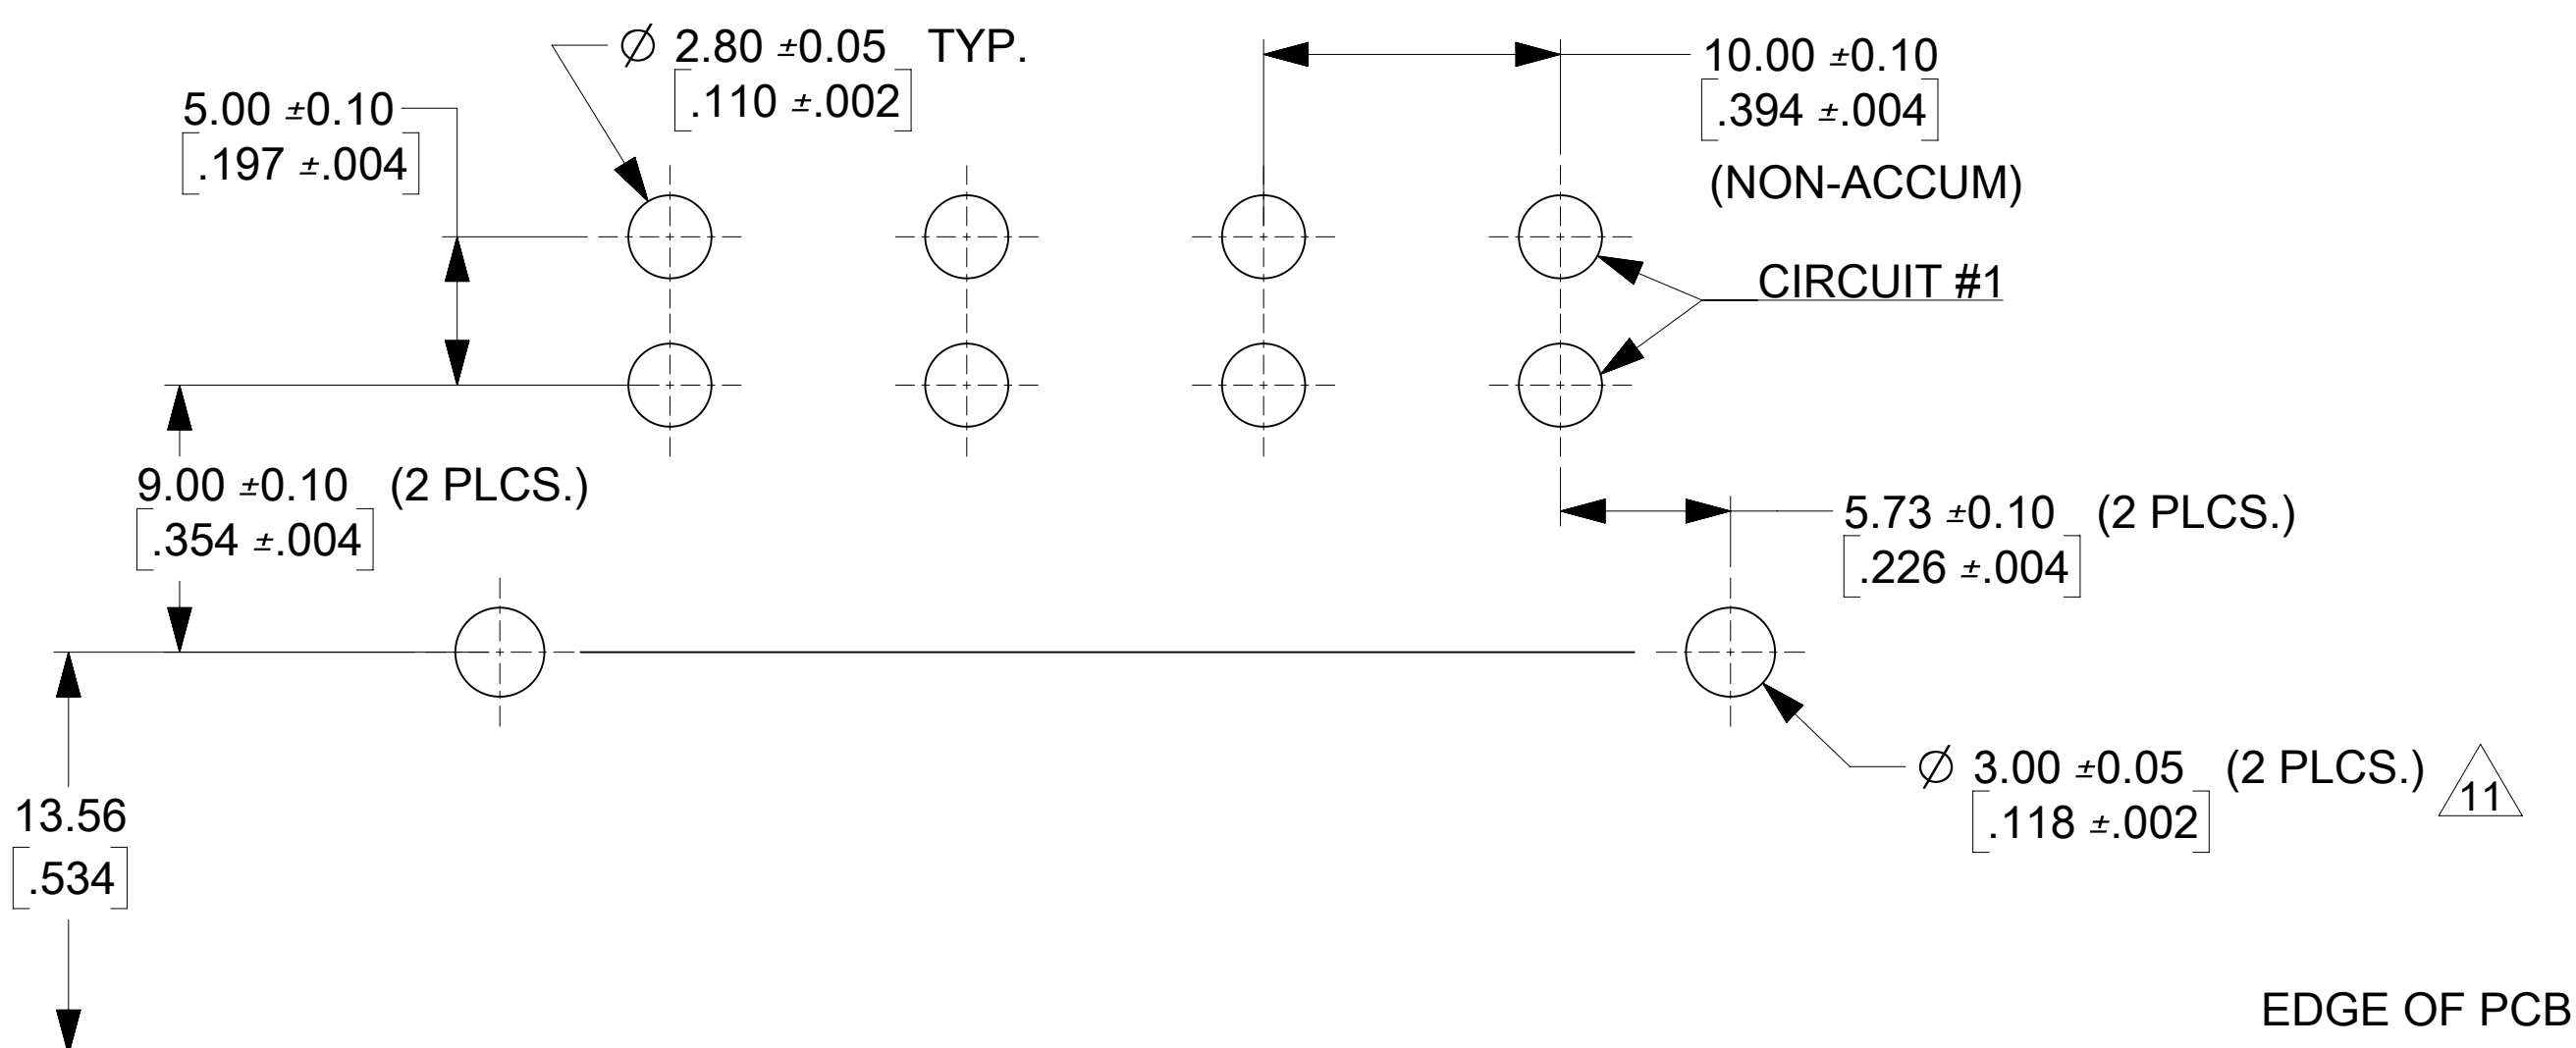 ⌀ 2.80 ±0.05 TYP.
[.110 ±.002]
10.00 ±0.10
[.394 ±.004]
(NON-ACCUM)
5.00 ±0.10
[.197 ±.004]
CIRCUIT #1
9.00 ±0.10 (2 PLCS.)
[.354 ±.004]
5.73 ±0.10 (2 PLCS.)
[.226 ±.004]
⌀ 3.00 ±0.05 (2 PLCS.) 11
[.118 ±.002]
13.56
[.534]
EDGE OF PCB